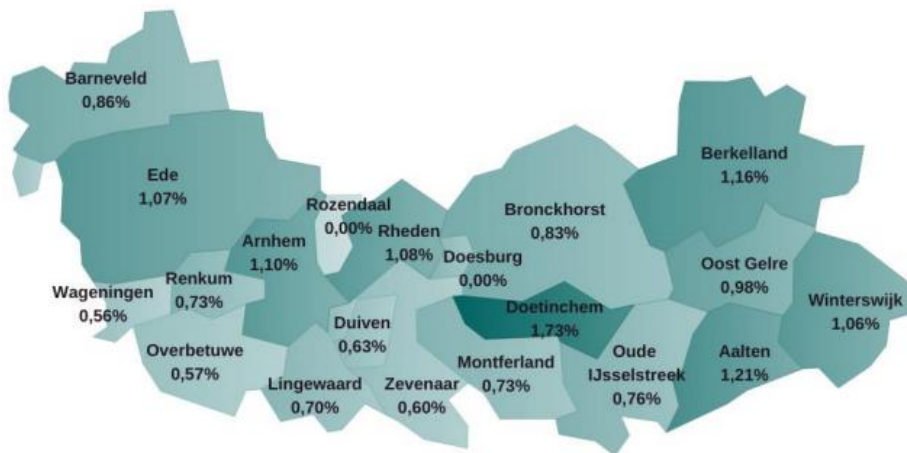 Barneveld
0,86%
Ede
1,07%
Berkelland
1,16%
Rozendaal
0,00%
Bronckhorst
0,83%
Arnhem
1,10%
Rheden
1,08%
Doesburg
0,00%
Oost Gelre
0,98%
Wageningen
0,56%
Renkum
0,73%
Winterswijk
1,06%
Duiven
0,63%
Doetinchem
1,73%
Overbetuwe
0,57%
Oude
IJsselstreek
0,76%
Aalten
1,21%
Montferland
0,73%
Lingewaard
0,70%
Zevenaar
0,60%